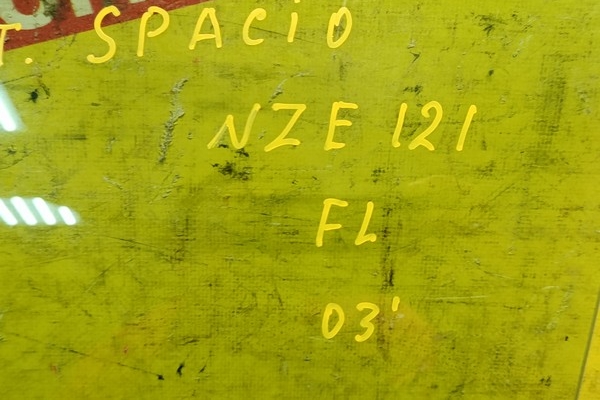 T. SPACIO
NZE 121
FL
03'